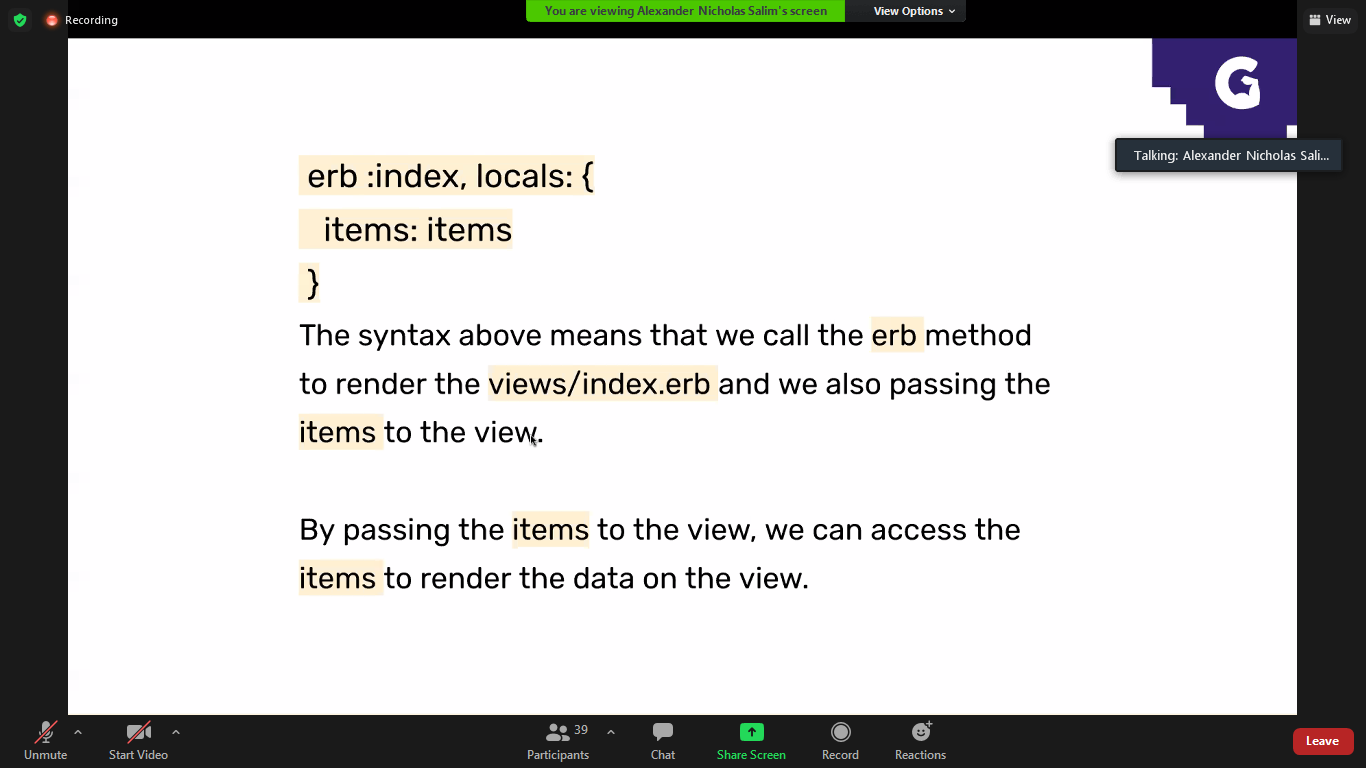 Recording
You are viewing Alexander Nicholas Salim's screen
View Options
View
G
Talking: Alexander Nicholas Sali...
erb :index, locals: {
items: items
}
The syntax above means that we call the erb method
to render the views/index.erb and we also passing the
items to the view.
By passing the items to the view, we can access the
items to render the data on the view.
Unmute
Start Video
Participants
39
Chat
Share Screen
Record
Reactions
Leave